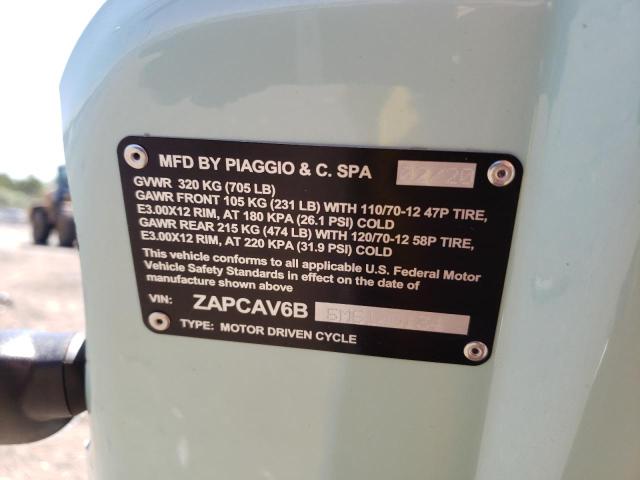 MFD BY PIAGGIO & C. SPA
GVWR 320 KG (705 LB)
GAWR FRONT 105 KG (231 LB) WITH 110/70-12 47P TIRE,
E3.00X12 RIM, AT 180 KPA (26.1 PSI) COLD
GAWR REAR 215 KG (474 LB) WITH 120/70-12 58P TIRE,
E3.00X12 RIM, AT 220 KPA (31.9 PSI) COLD
This vehicle conforms to all applicable U.S. Federal Motor
Vehicle Safety Standards in effect on the date of
manufacture shown above
VIN: ZAPCAV6B
TYPE: MOTOR DRIVEN CYCLE